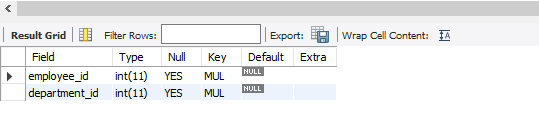 Result Grid Filter Rows: Export: Wrap Cell Content:
Field Type Null Key Default Extra
employee_id int(11) YES MUL NULL
department_id int(11) YES MUL NULL